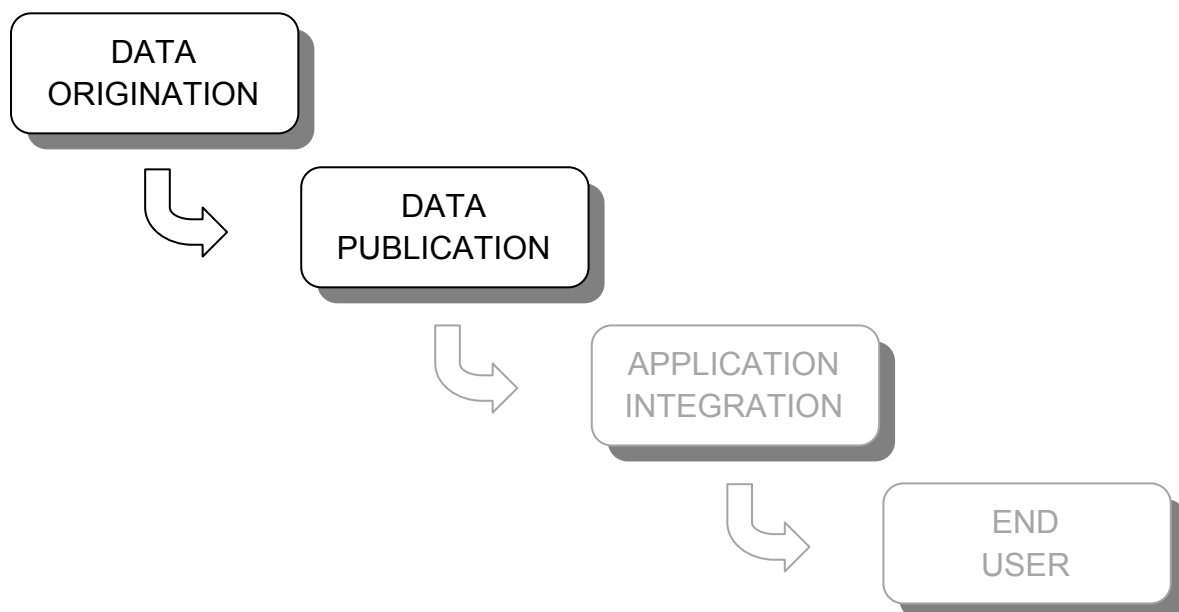 DATA
ORIGINATION
DATA
PUBLICATION
APPLICATION
INTEGRATION
END
USER